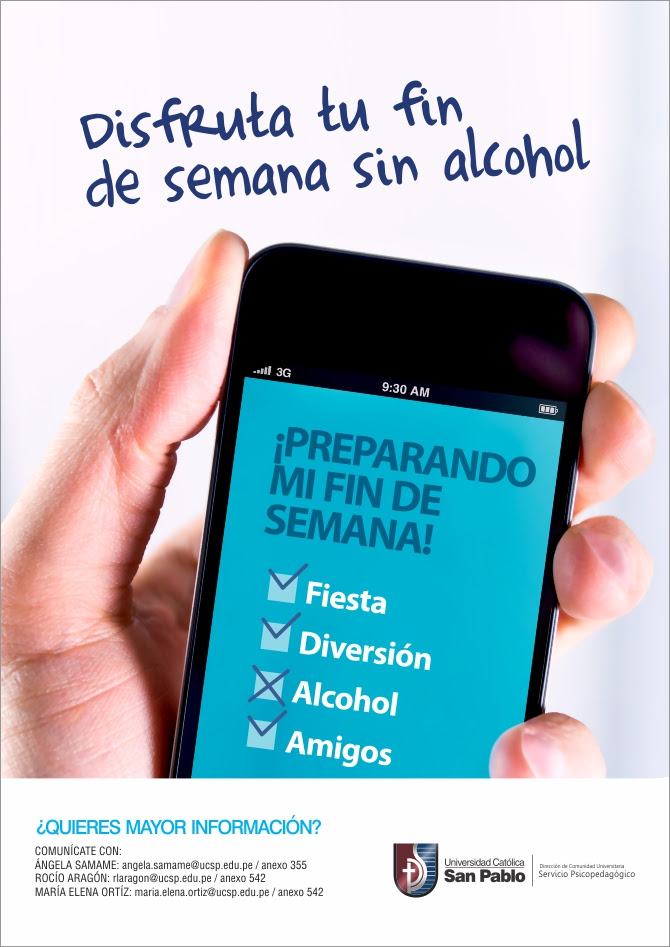 Disfruta tu fin
de semana sin alcohol
3G
9:30 AM
¡PREPARANDO
MI FIN DE
SEMANA!
Fiesta
Diversión
Alcohol
Amigos
¿QUIERES MAYOR INFORMACIÓN?
COMUNÍCATE CON:
ÁNGELA SAMAME: angela.samame@ucsp.edu.pe / anexo 355
ROCÍO ARAGÓN: rlaragon@ucsp.edu.pe / anexo 542
MARÍA ELENA ORTÍZ: maria.elena.ortiz@ucsp.edu.pe / anexo 542
Universidad Católica
San Pablo
Dirección de Comunidad Universitaria
Servicio Psicopedagógico